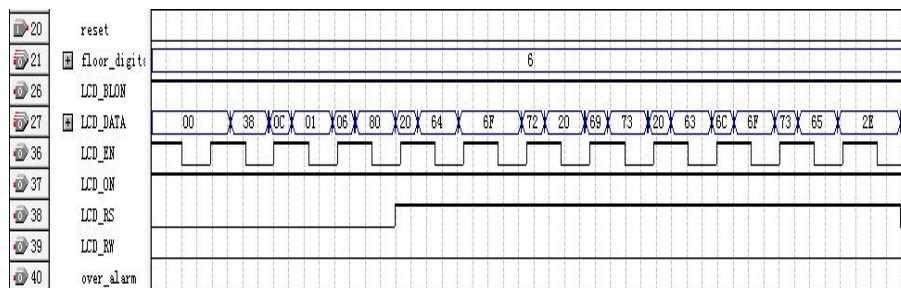 20 reset
21 floor_digits 6
26 LCD_BLON
27 LCD_DATA 00 38 0C 01 06 80 20 64 6F 72 20 69 73 20 63 6C 6F 73 65 2E
36 LCD_EN
37 LCD_ON
38 LCD_RS
39 LCD_RW
40 over_alarm